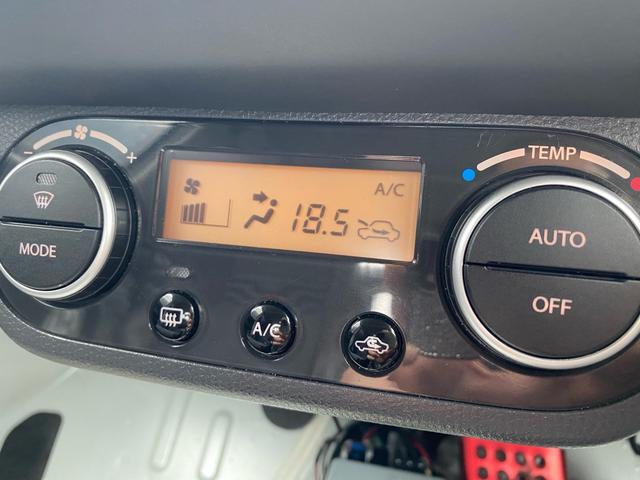 - +
TEMP
A/C
18.5
MODE
AUTO
OFF
A/C